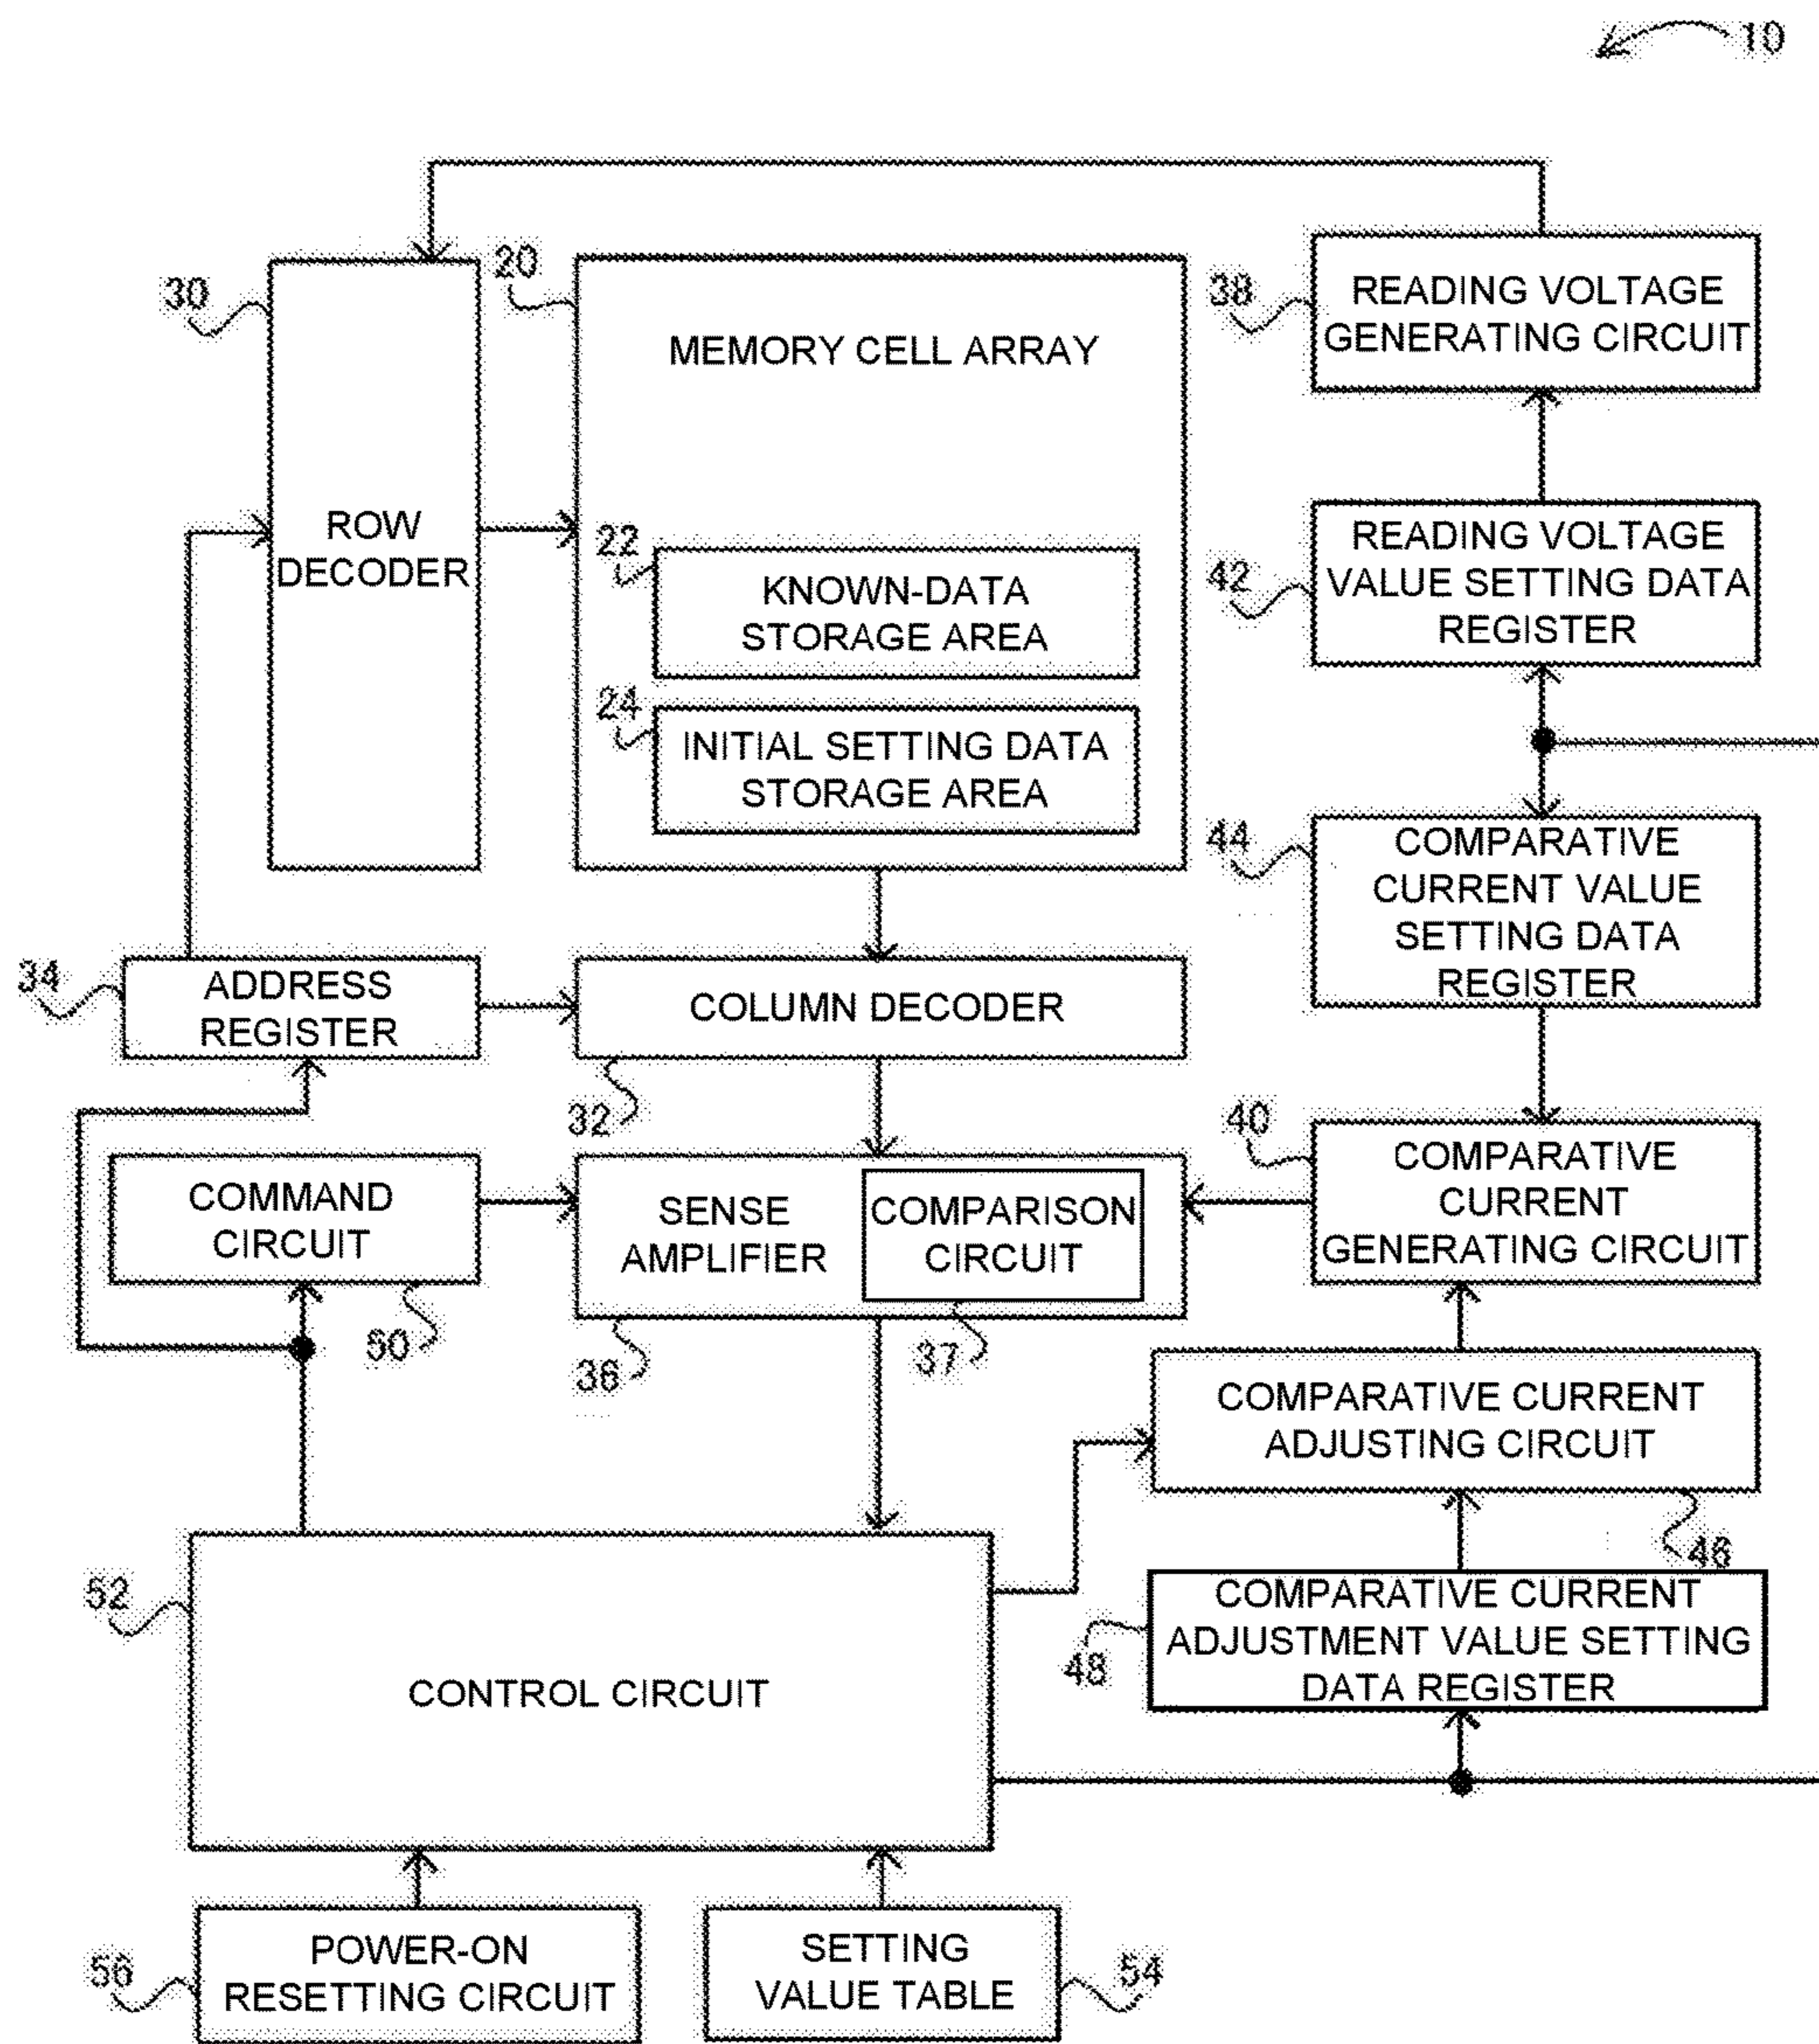 10
30
20
MEMORY CELL ARRAY
38
READING VOLTAGE
GENERATING CIRCUIT
ROW
DECODER
22
KNOWN-DATA
STORAGE AREA
42
READING VOLTAGE
VALUE SETTING DATA
REGISTER
24
INITIAL SETTING DATA
STORAGE AREA
44
COMPARATIVE
CURRENT VALUE
SETTING DATA
REGISTER
34
ADDRESS
REGISTER
COLUMN DECODER
32
40
COMPARATIVE
CURRENT
GENERATING CIRCUIT
COMMAND
CIRCUIT
50
SENSE
AMPLIFIER
COMPARISON
CIRCUIT
36
37
COMPARATIVE CURRENT
ADJUSTING CIRCUIT
46
52
CONTROL CIRCUIT
48
COMPARATIVE CURRENT
ADJUSTMENT VALUE SETTING
DATA REGISTER
56
POWER-ON
RESETTING CIRCUIT
SETTING
VALUE TABLE
54